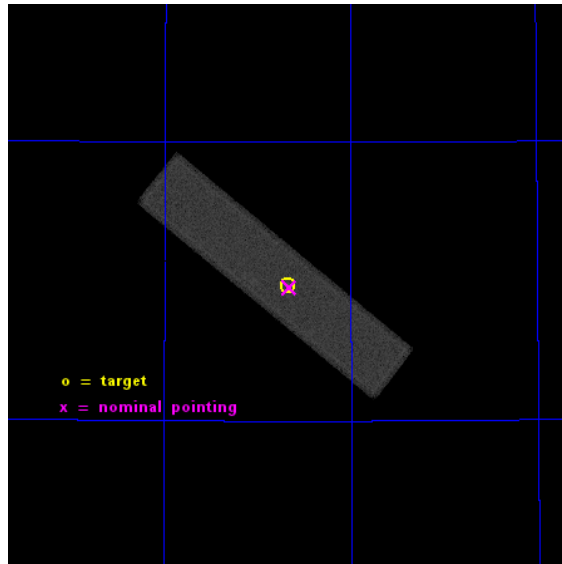 o = target
x = nominal pointing